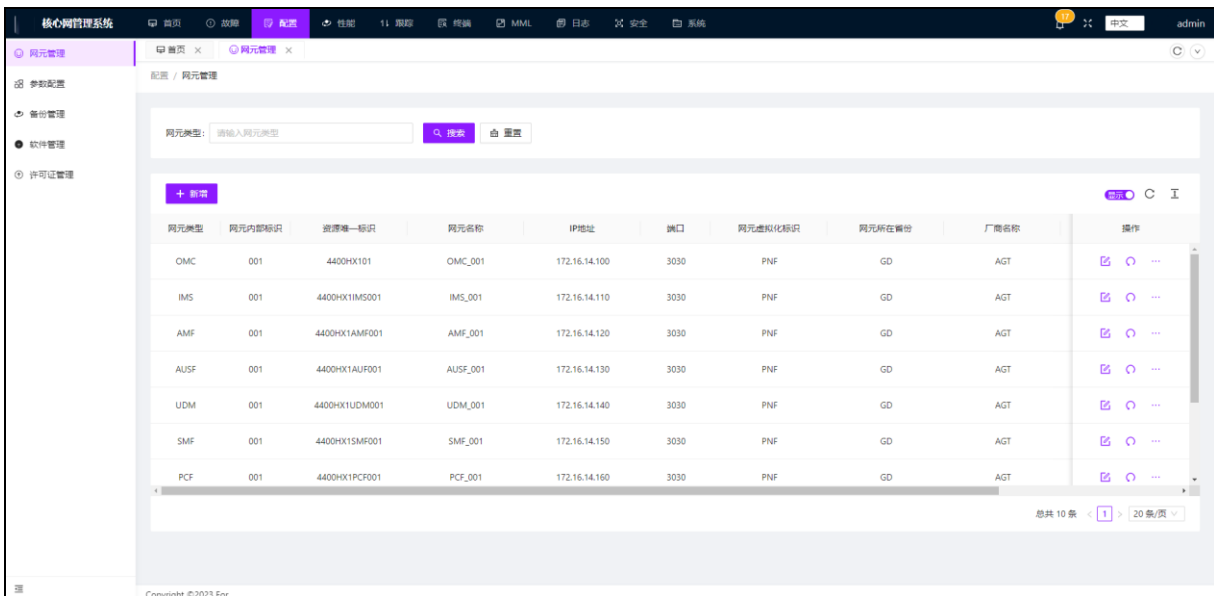 核心网管理系统 首页 故障 配置 性能 跟踪 终端 MML 日志 安全 系统 17 中文 admin
网元管理 首页 网元管理
配置 / 网元管理
参数配置
备份管理
网元类型: 请输入网元类型 搜索 重置
软件管理
许可证管理
新增 显示
网元类型 网元内部标识 资源唯一标识 网元名称 IP地址 端口 网元虚拟化标识 网元所在省份 厂商名称 操作
OMC 001 4400HX101 OMC_001 172.16.14.100 3030 PNF GD AGT
IMS 001 4400HX1IMS001 IMS_001 172.16.14.110 3030 PNF GD AGT
AMF 001 4400HX1AMF001 AMF_001 172.16.14.120 3030 PNF GD AGT
AUSF 001 4400HX1AUF001 AUSF_001 172.16.14.130 3030 PNF GD AGT
UDM 001 4400HX1UDM001 UDM_001 172.16.14.140 3030 PNF GD AGT
SMF 001 4400HX1SMF001 SMF_001 172.16.14.150 3030 PNF GD AGT
PCF 001 4400HX1PCF001 PCF_001 172.16.14.160 3030 PNF GD AGT
总共 10 条 < 1 > 20 条/页
Copyright ©2023 For